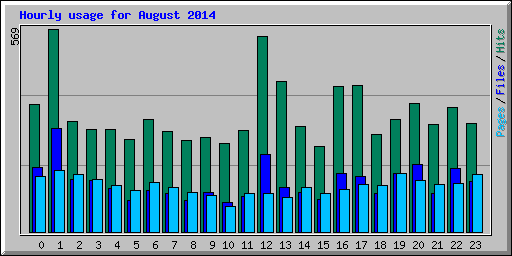 Hourly usage for August 2014
569
Pages/Files/Hits
0 1 2 3 4 5 6 7 8 9 10 11 12 13 14 15 16 17 18 19 20 21 22 23